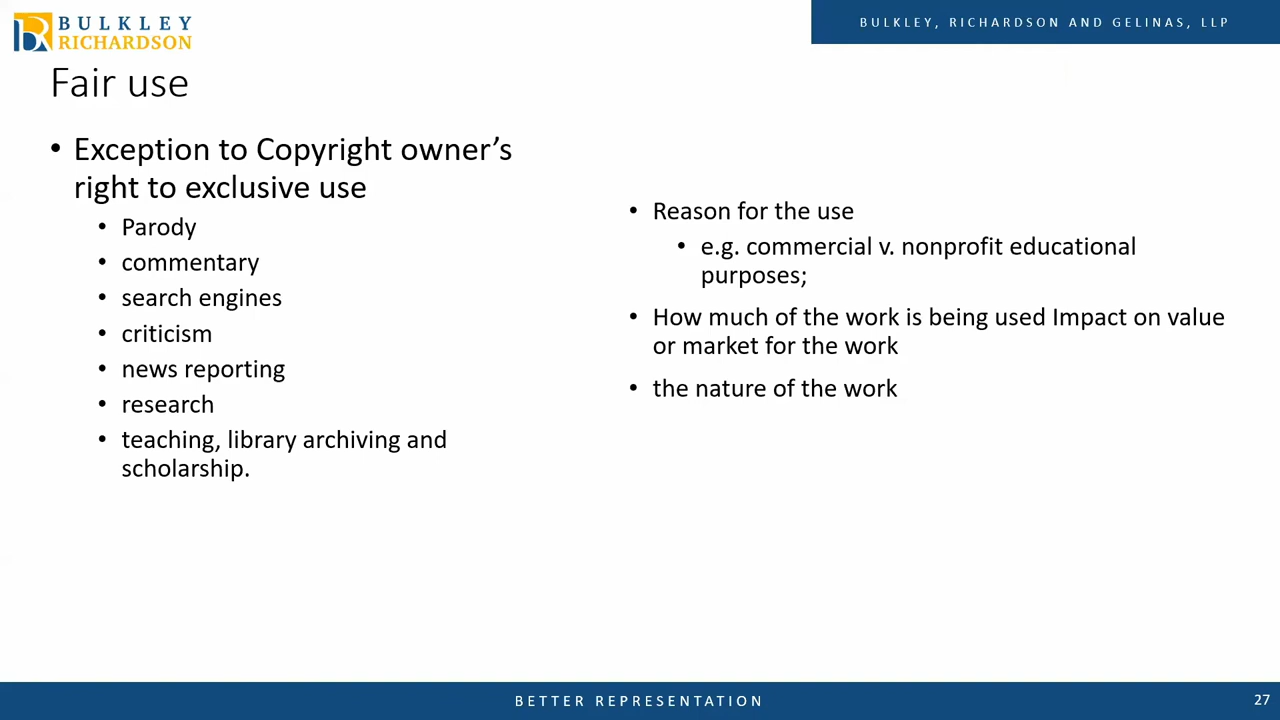 BULKLEY
RICHARDSON
BULKLEY, RICHARDSON AND GELINAS, LLP
Fair use
• Exception to Copyright owner’s
right to exclusive use
• Parody
• commentary
• search engines
• criticism
• news reporting
• research
• teaching, library archiving and
scholarship.
• Reason for the use
• e.g. commercial v. nonprofit educational
purposes;
• How much of the work is being used Impact on value
or market for the work
• the nature of the work
BETTER REPRESENTATION
27